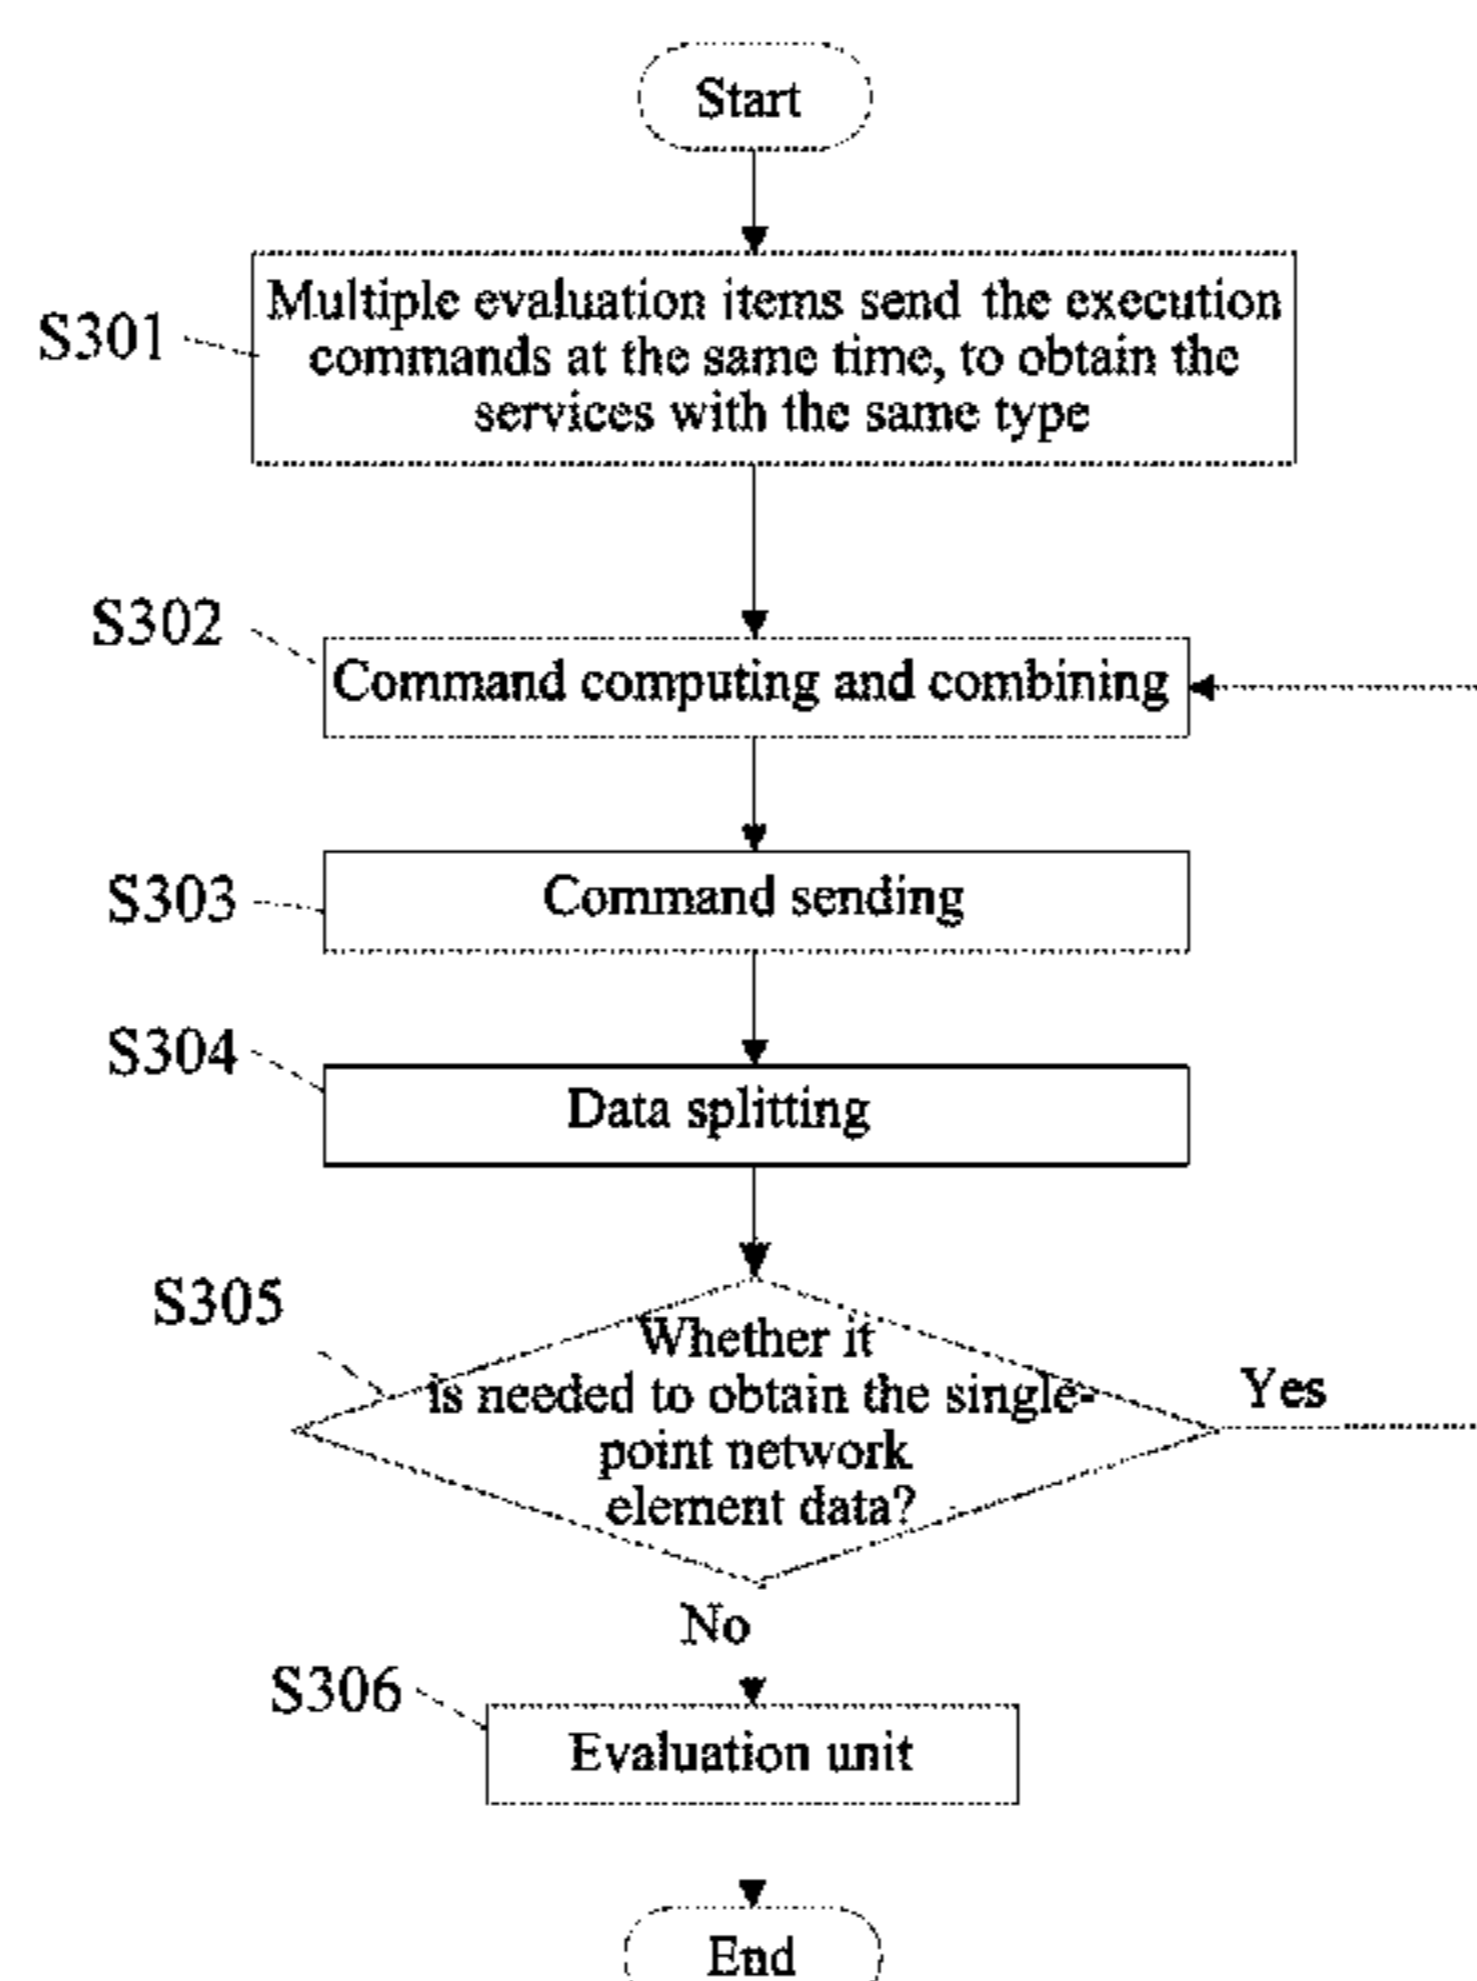 Start
S301
Multiple evaluation items send the execution
commands at the same time, to obtain the
services with the same type
S302
Command computing and combining
S303
Command sending
S304
Data splitting
S305
Whether it
is needed to obtain the single-
point network
element data?
Yes
No
S306
Evaluation unit
End